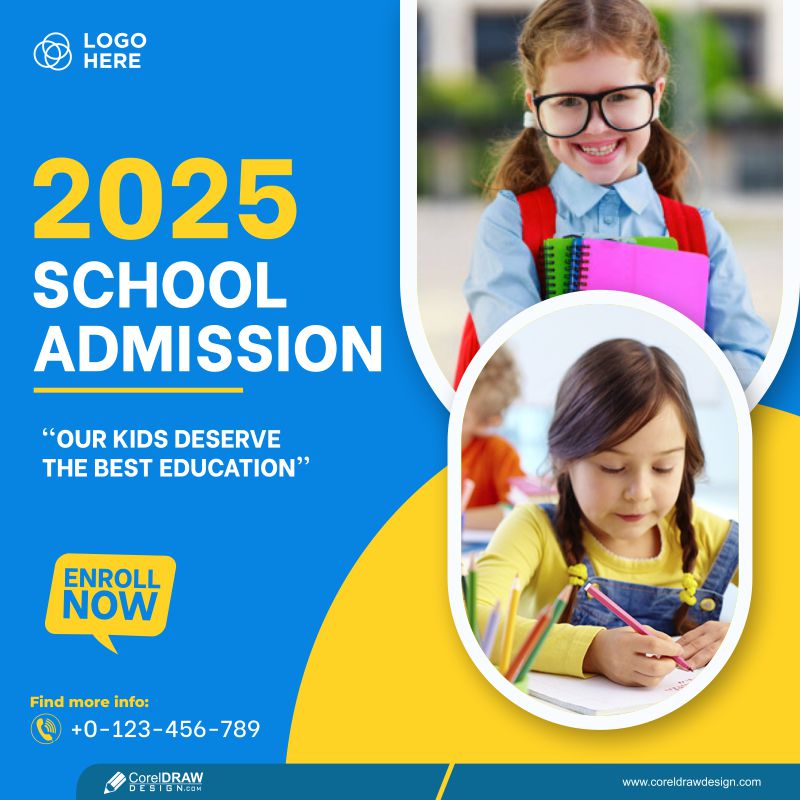 LOGO
HERE
2025
SCHOOL
ADMISSION
“OUR KIDS DESERVE
THE BEST EDUCATION”
ENROLL
NOW
Find more info:
+0-123-456-789
CorelDRAW
DESIGN.COM
www.coreldrawdesign.com